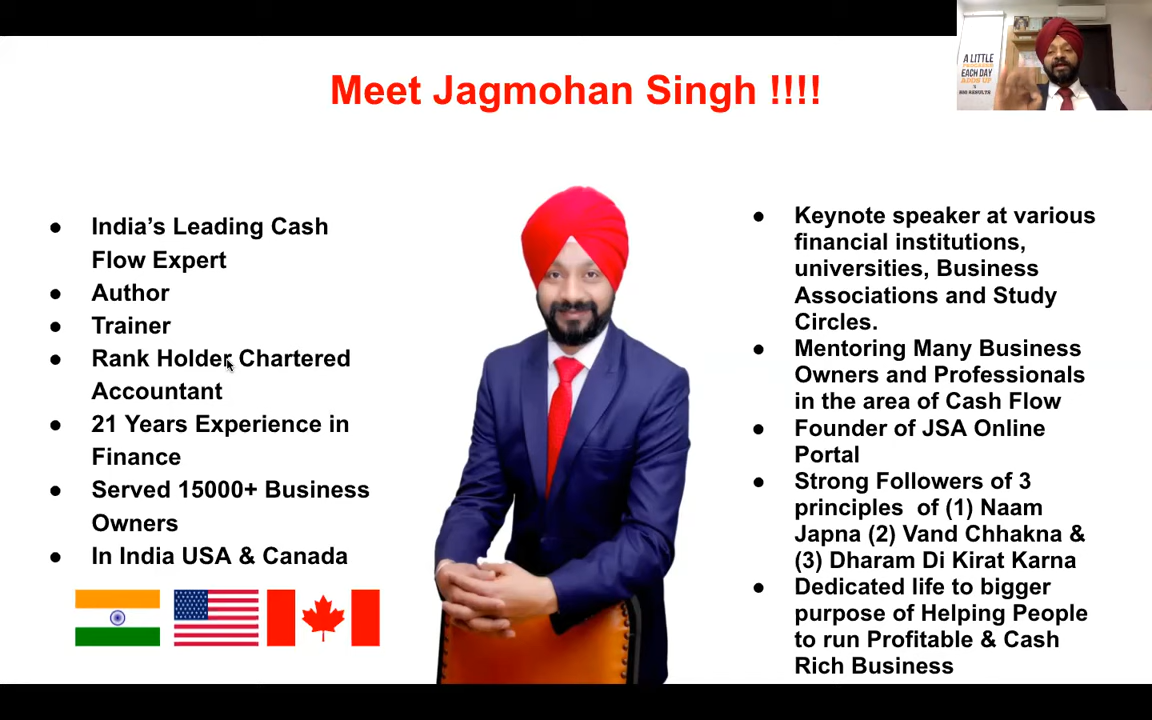 Meet Jagmohan Singh !!!!
● India’s Leading Cash
Flow Expert
● Author
● Trainer
● Rank Holder Chartered
Accountant
● 21 Years Experience in
Finance
● Served 15000+ Business
Owners
● In India USA & Canada
● Keynote speaker at various
financial institutions,
universities, Business
Associations and Study
Circles.
● Mentoring Many Business
Owners and Professionals
in the area of Cash Flow
● Founder of JSA Online
Portal
● Strong Followers of 3
principles of (1) Naam
Japna (2) Vand Chhakna &
(3) Dharam Di Kirat Karna
● Dedicated life to bigger
purpose of Helping People
to run Profitable & Cash
Rich Business
A LITTLE
PROGRESS
EACH DAY
BIG RESULTS